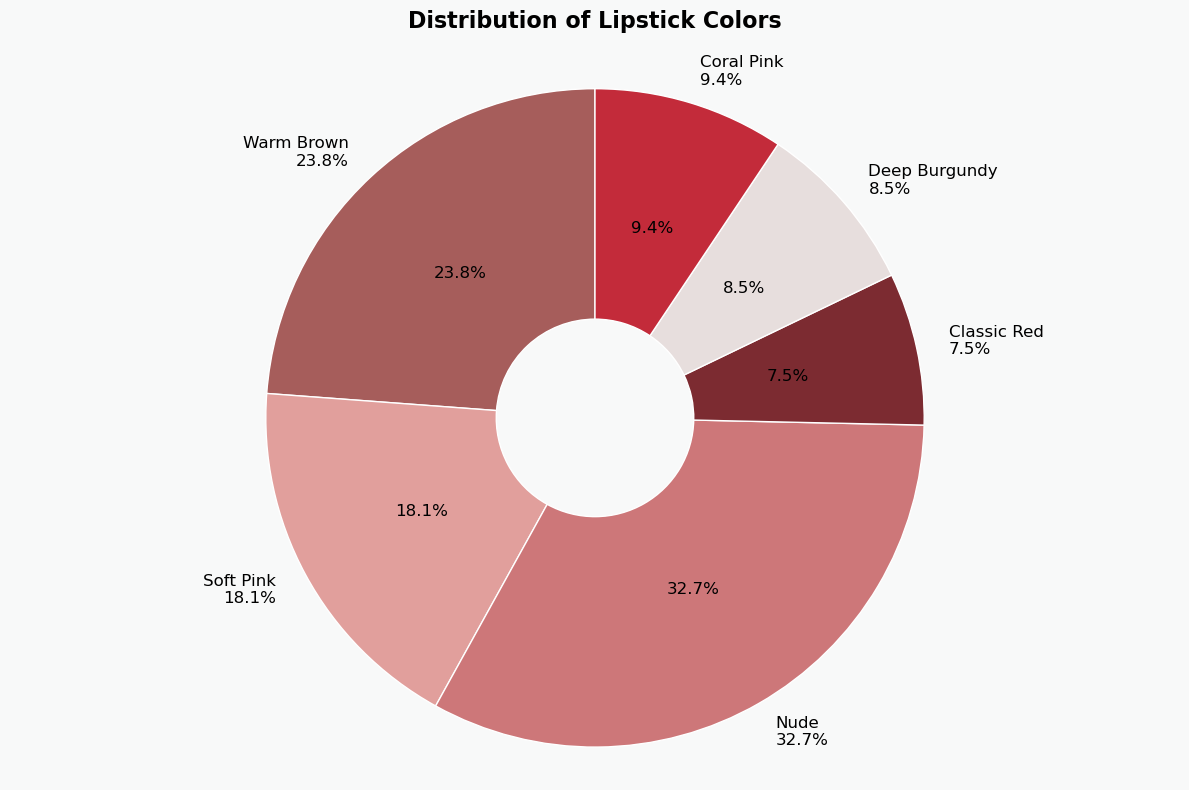 Distribution of Lipstick Colors
Coral Pink
9.4%
Warm Brown
23.8%
Deep Burgundy
8.5%
9.4%
23.8%
8.5%
Classic Red
7.5%
7.5%
18.1%
Soft Pink
18.1%
32.7%
Nude
32.7%